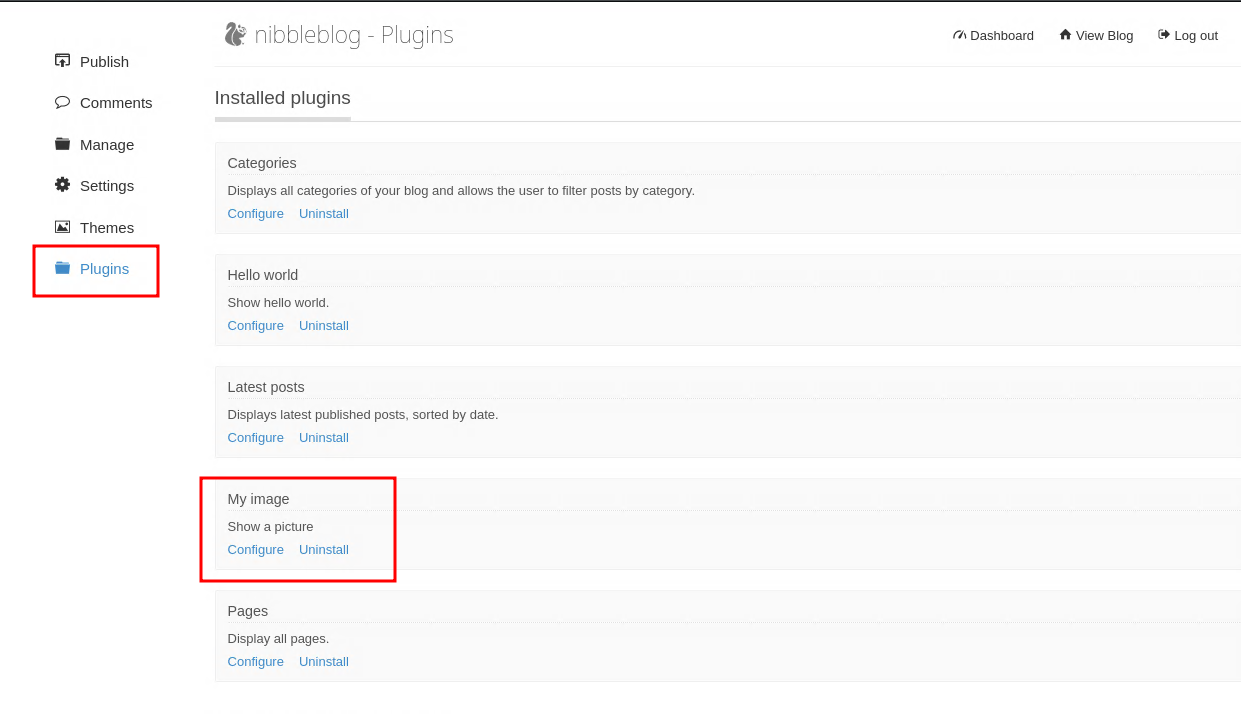 nibbleblog - Plugins
Dashboard View Blog Log out
Publish
Comments
Manage
Settings
Themes
Plugins
Installed plugins
Categories
Displays all categories of your blog and allows the user to filter posts by category.
Configure Uninstall
Hello world
Show hello world.
Configure Uninstall
Latest posts
Displays latest published posts, sorted by date.
Configure Uninstall
My image
Show a picture
Configure Uninstall
Pages
Display all pages.
Configure Uninstall